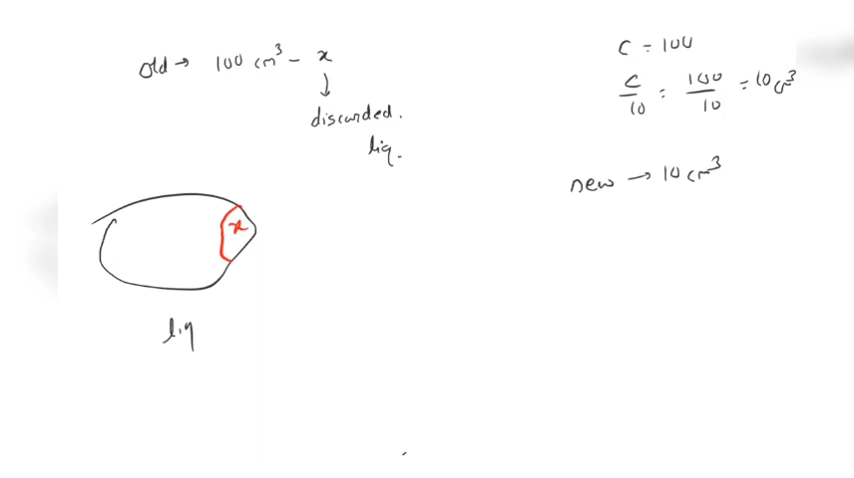 Old → 100 cm³ - x
↓
discarded.
liq.
C = 100
C/10 = 100/10 = 10 cm³
new → 10 cm³
x
liq